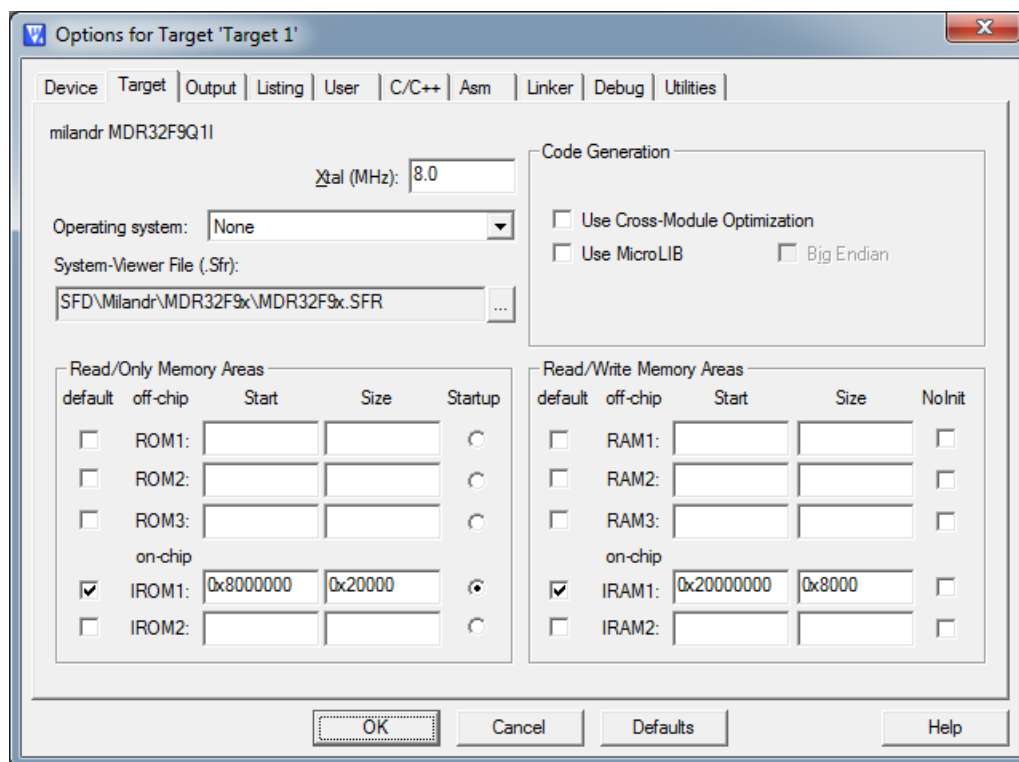 Options for Target 'Target 1'
Device Target Output Listing User C/C++ Asm Linker Debug Utilities
milandr MDR32F9Q1I
Xtal (MHz): 8.0
Operating system: None
System-Viewer File (.Sfr):
SFD\Milandr\MDR32F9x\MDR32F9x.SFR ...
Code Generation
Use Cross-Module Optimization
Use MicroLIB Big Endian
Read/Only Memory Areas
default off-chip Start Size Startup
ROM1:
ROM2:
ROM3:
on-chip
IROM1: 0x8000000 0x20000
IROM2:
Read/Write Memory Areas
default off-chip Start Size NoInit
RAM1:
RAM2:
RAM3:
on-chip
IRAM1: 0x20000000 0x8000
IRAM2:
OK Cancel Defaults Help